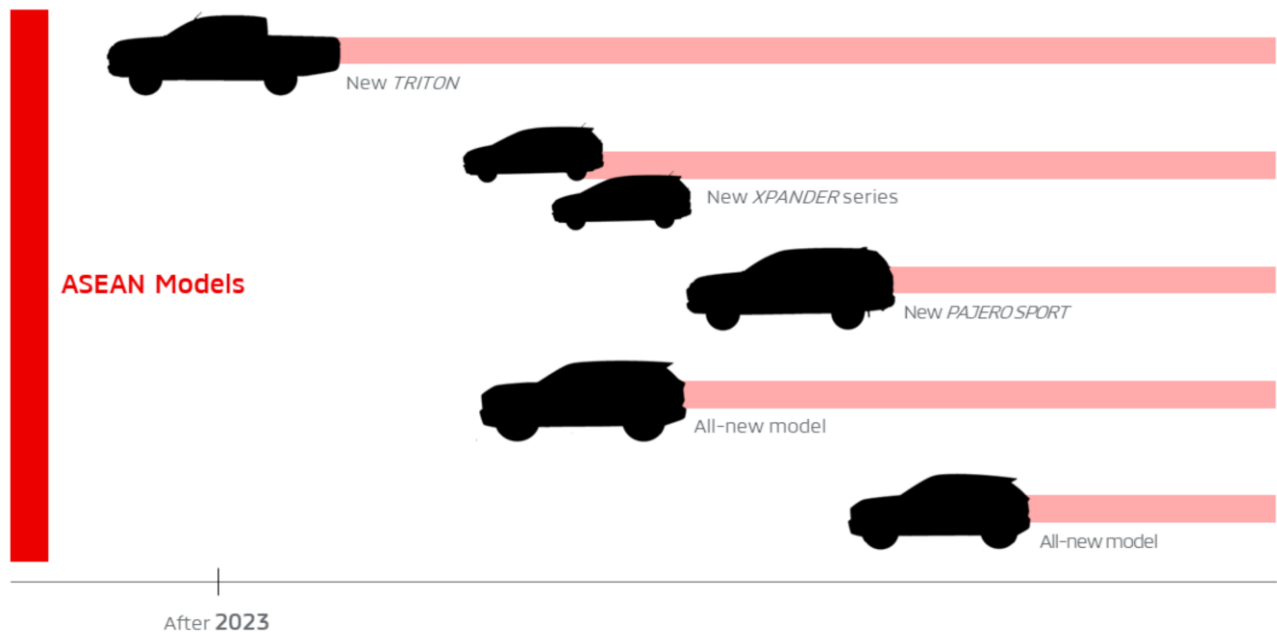 New TRITON
New XPANDER series
ASEAN Models
New PAJERO SPORT
All-new model
All-new model
After 2023